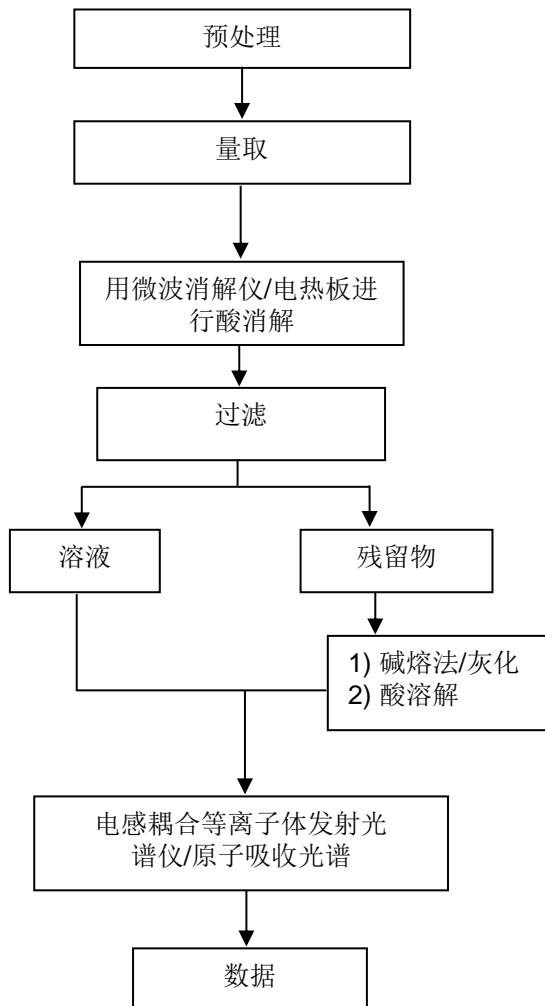 预处理
量取
用微波消解仪/电热板进
行酸消解
过滤
溶液
残留物
1) 碱熔法/灰化
2) 酸溶解
电感耦合等离子体发射光
谱仪/原子吸收光谱
数据